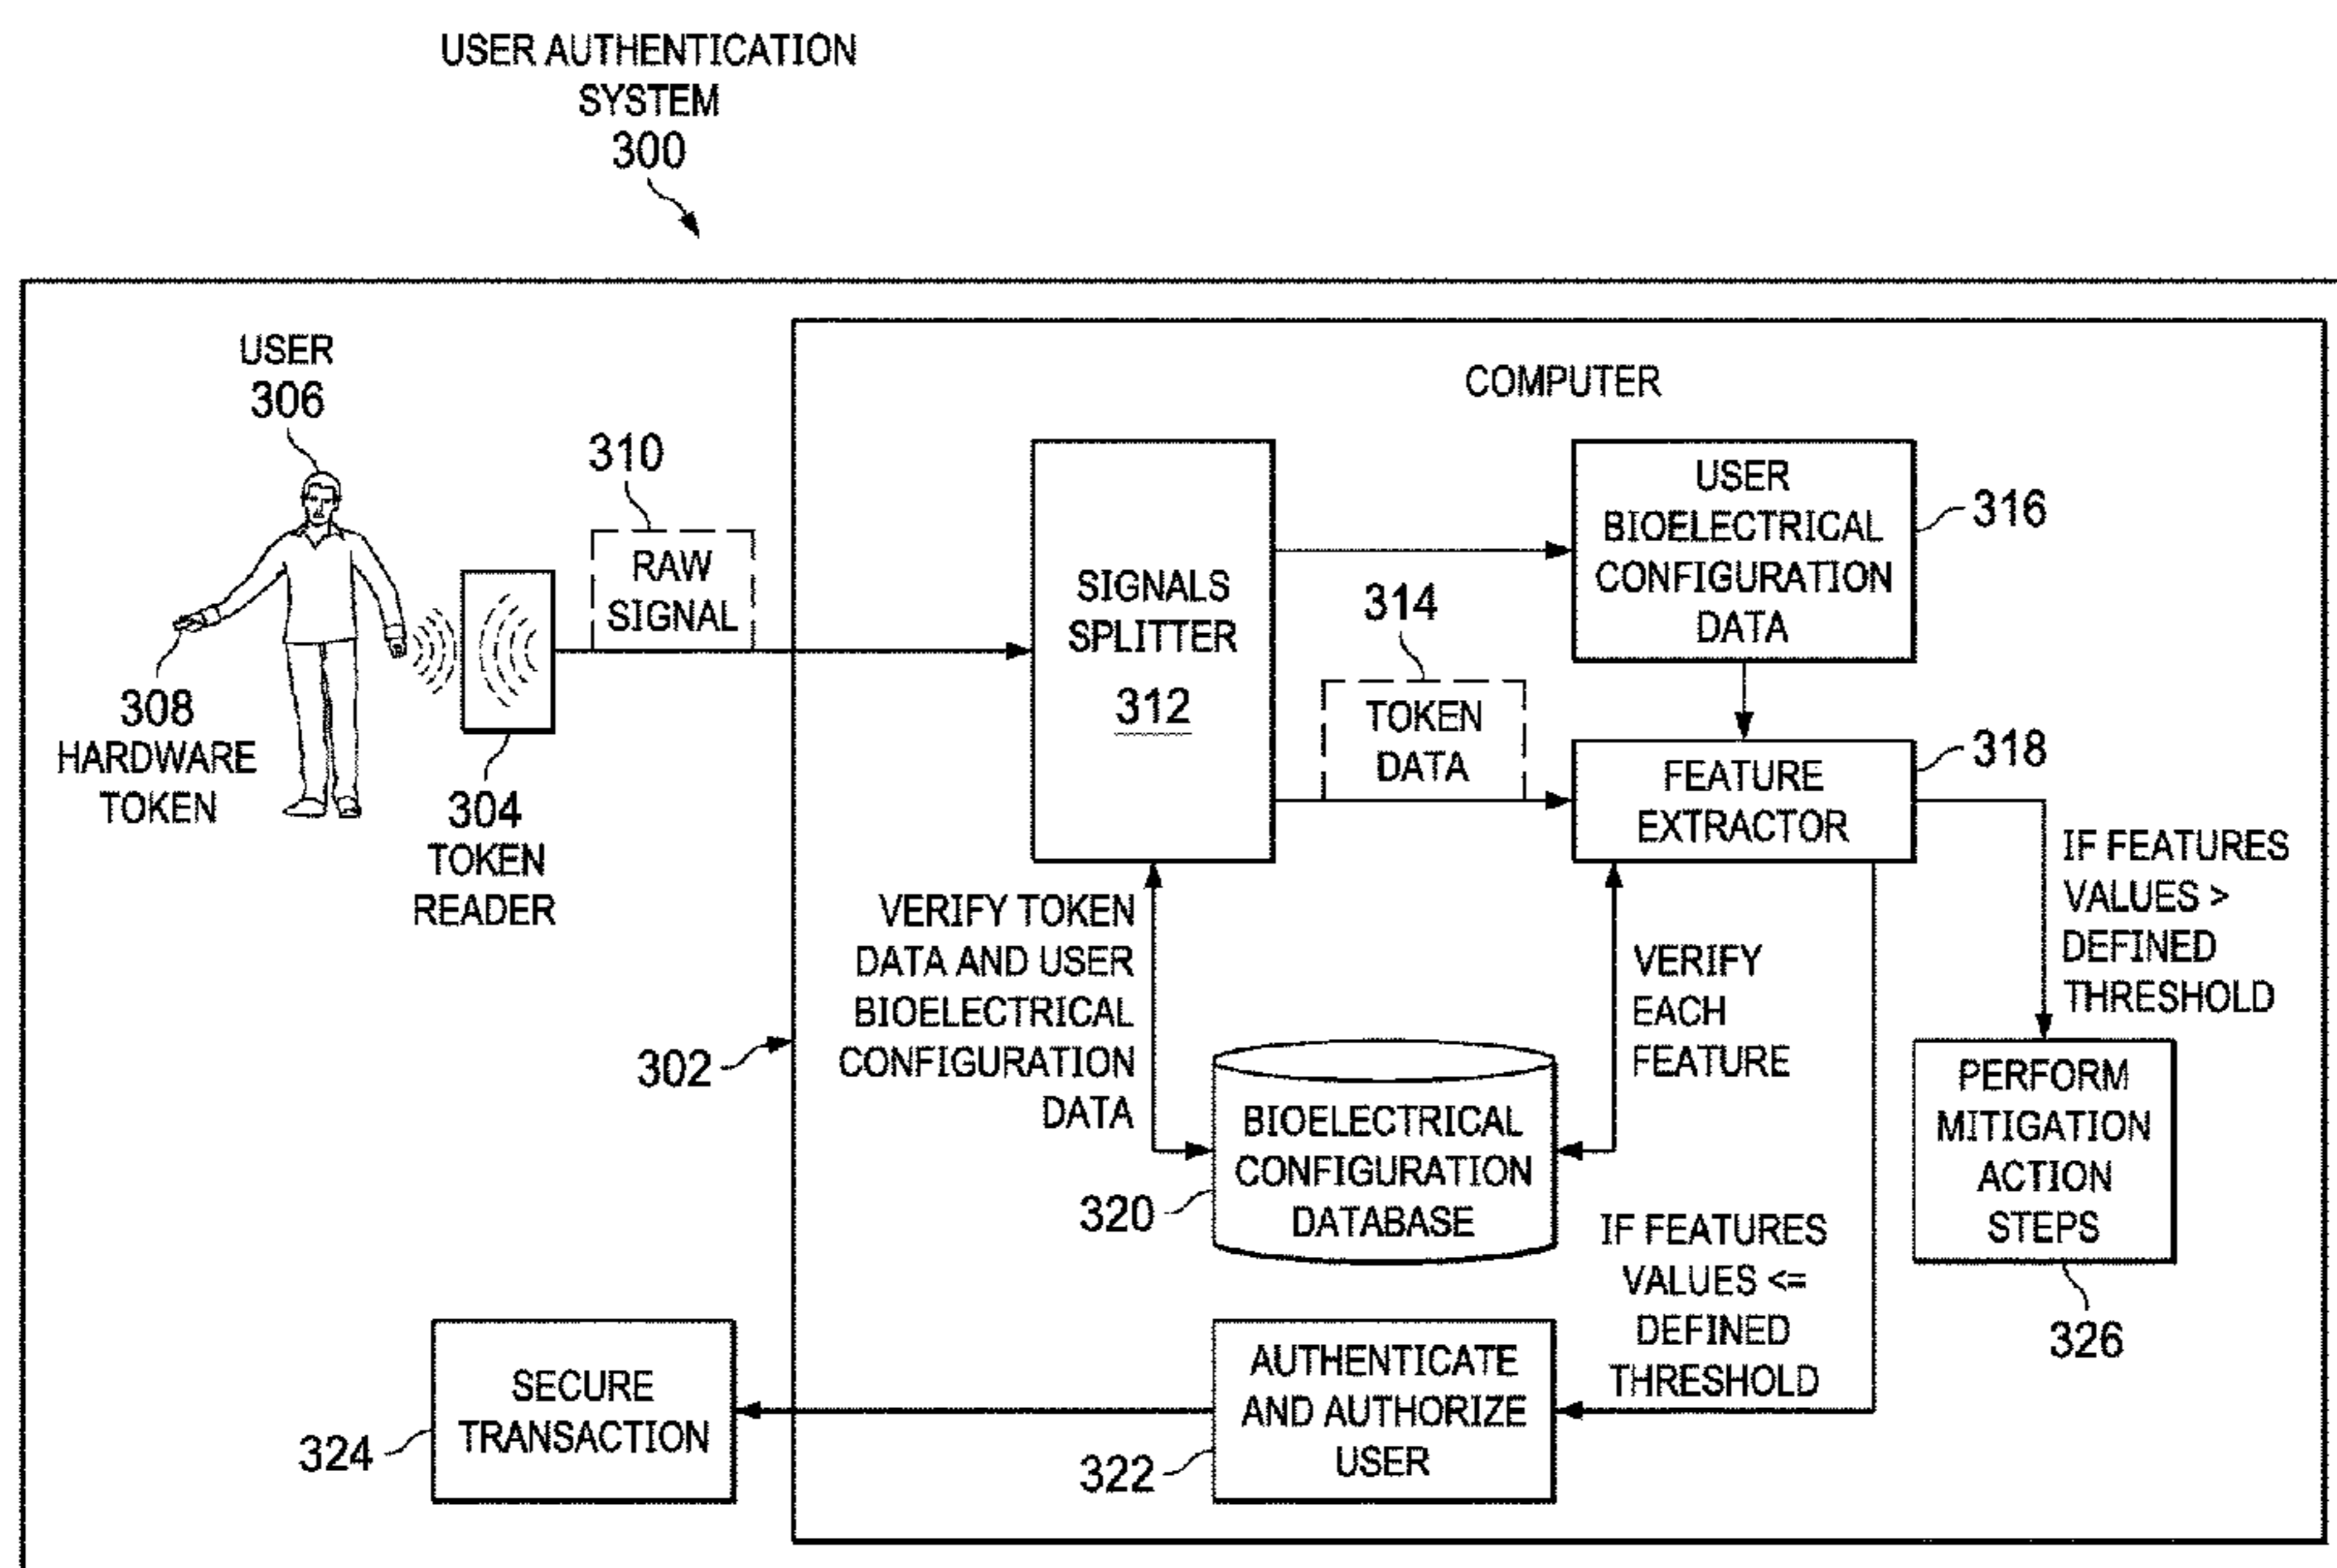 USER AUTHENTICATION
SYSTEM
300
USER
306
308
HARDWARE
TOKEN
304
TOKEN
READER
310
RAW
SIGNAL
302
COMPUTER
SIGNALS
SPLITTER
312
314
TOKEN
DATA
USER
BIOELECTRICAL
CONFIGURATION
DATA
316
FEATURE
EXTRACTOR
318
VERIFY TOKEN
DATA AND USER
BIOELECTRICAL
CONFIGURATION
DATA
VERIFY
EACH
FEATURE
IF FEATURES
VALUES >
DEFINED
THRESHOLD
BIOELECTRICAL
CONFIGURATION
DATABASE
320
PERFORM
MITIGATION
ACTION
STEPS
326
IF FEATURES
VALUES <=
DEFINED
THRESHOLD
AUTHENTICATE
AND AUTHORIZE
USER
322
SECURE
TRANSACTION
324